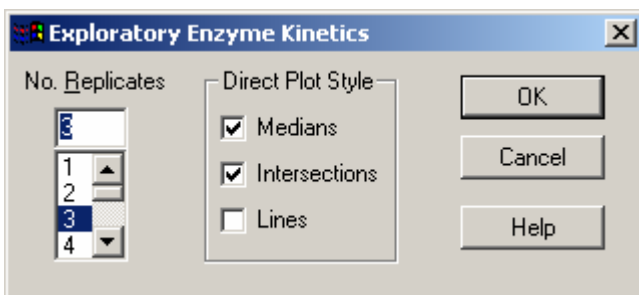 Exploratory Enzyme Kinetics
No. Replicates
3
1
2
3
4
Direct Plot Style
Medians
Intersections
Lines
OK
Cancel
Help